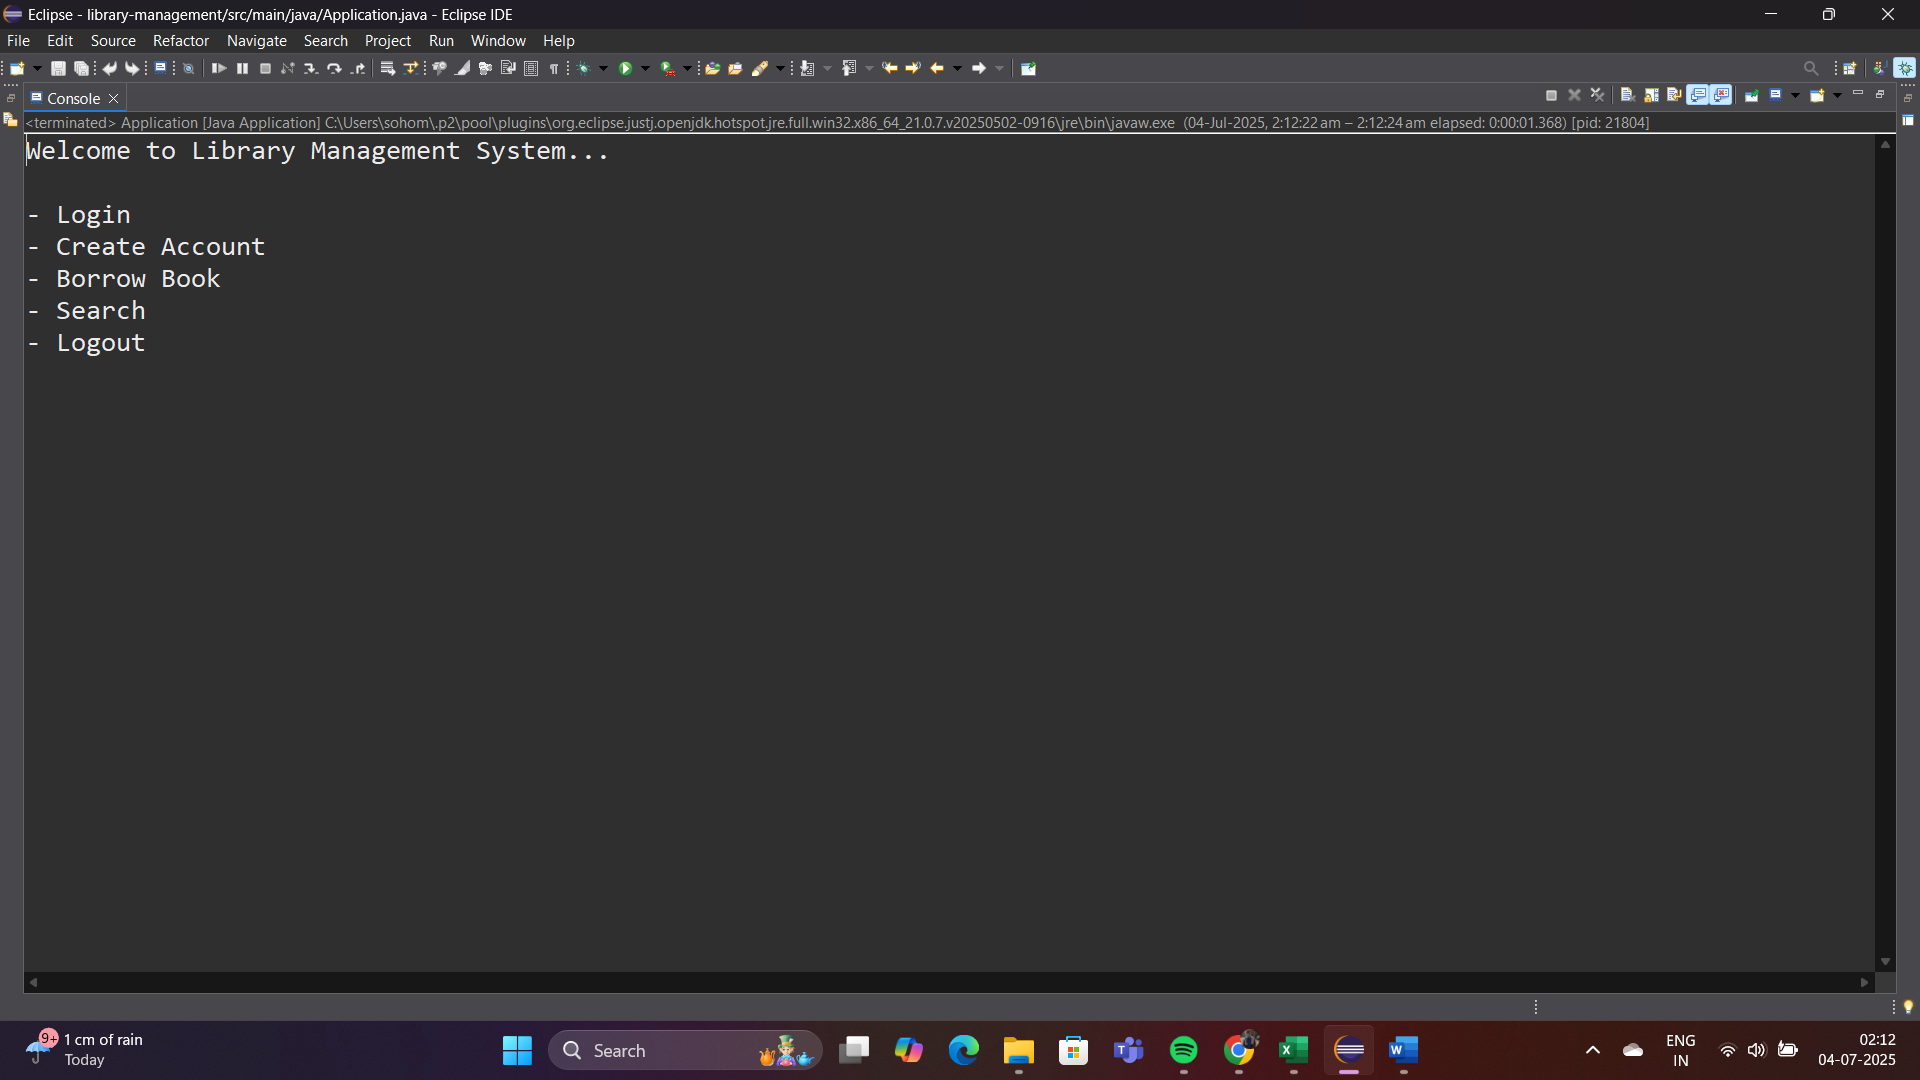 Eclipse - library-management/src/main/java/Application.java - Eclipse IDE
File Edit Source Refactor Navigate Search Project Run Window Help
Console
<terminated> Application [Java Application] C:\Users\sohom\.p2\pool\plugins\org.eclipse.justj.openjdk.hotspot.jre.full.win32.x86_64_21.0.7.v20250502-0916\jre\bin\javaw.exe (04-Jul-2025, 2:12:22 am – 2:12:24 am elapsed: 0:00:01.368) [pid: 21804]
Welcome to Library Management System...
- Login
- Create Account
- Borrow Book
- Search
- Logout
9+
1 cm of rain
Today
Search
ENG
IN
02:12
04-07-2025